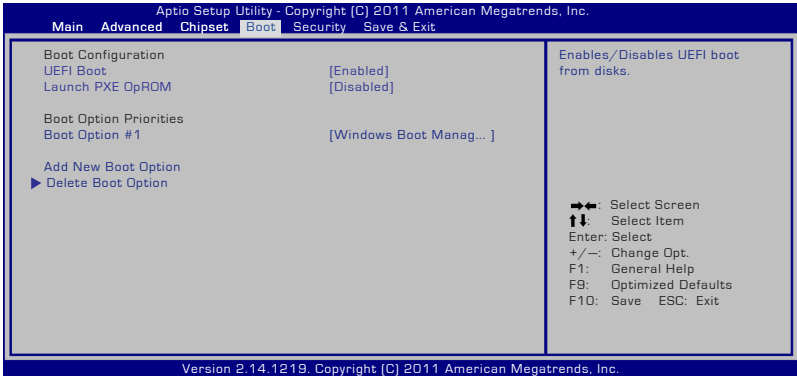 Aptio Setup Utility - Copyright (C) 2011 American Megatrends, Inc.
Main Advanced Chipset Boot Security Save & Exit
Boot Configuration
UEFI Boot [Enabled]
Launch PXE OpROM [Disabled]
Boot Option Priorities
Boot Option #1 [Windows Boot Manag... ]
Add New Boot Option
Delete Boot Option
Enables/Disables UEFI boot
from disks.
→←: Select Screen
↑↓: Select Item
Enter: Select
+/—: Change Opt.
F1: General Help
F9: Optimized Defaults
F10: Save ESC: Exit
Version 2.14.1219. Copyright (C) 2011 American Megatrends, Inc.